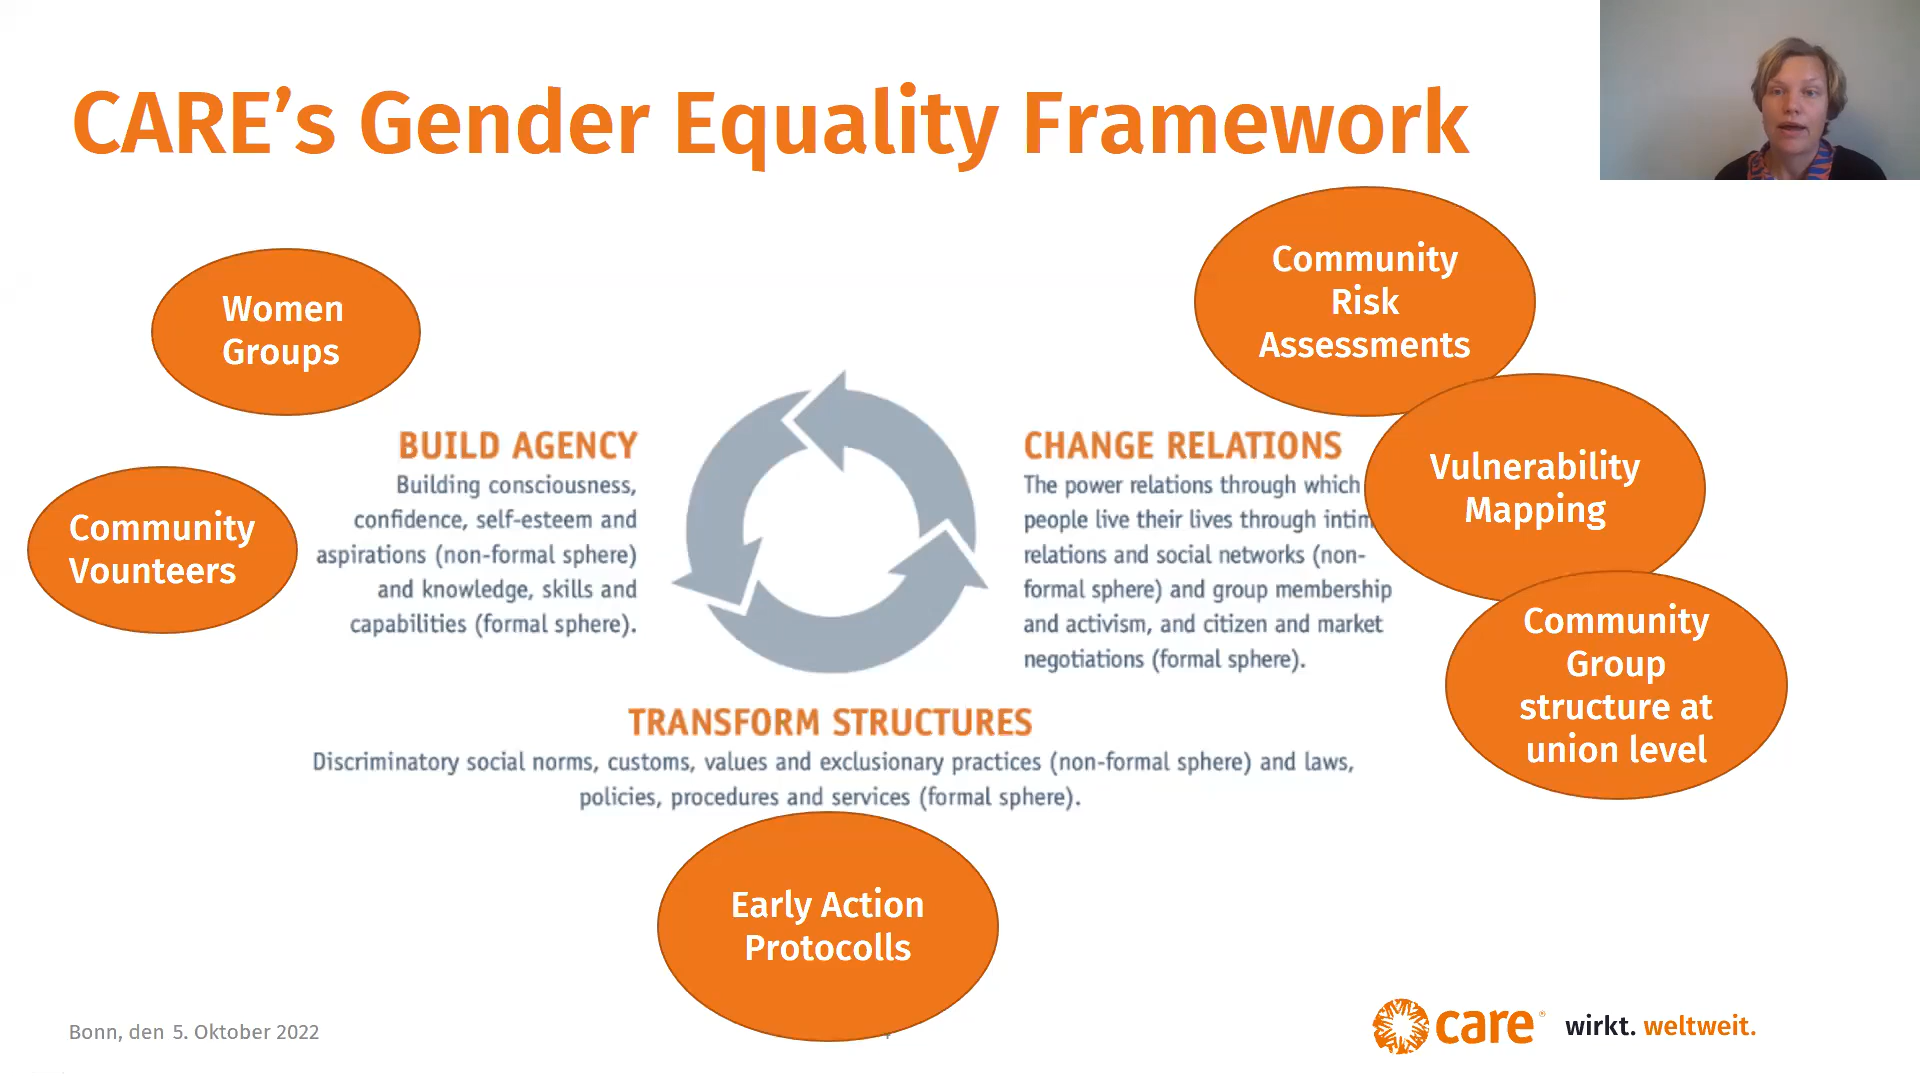 CARE's Gender Equality Framework
Women
Groups
Community
Vounteers
BUILD AGENCY
Building consciousness,
confidence, self-esteem and
aspirations (non-formal sphere)
and knowledge, skills and
capabilities (formal sphere).
CHANGE RELATIONS
The power relations through which
people live their lives through intim
relations and social networks (non-
formal sphere) and group membership
and activism, and citizen and market
negotiations (formal sphere).
Community
Risk
Assessments
Vulnerability
Mapping
Community
Group
structure at
union level
TRANSFORM STRUCTURES
Discriminatory social norms, customs, values and exclusionary practices (non-formal sphere) and laws,
policies, procedures and services (formal sphere).
Early Action
Protocolls
Bonn, den 5. Oktober 2022
care® wirkt. weltweit.